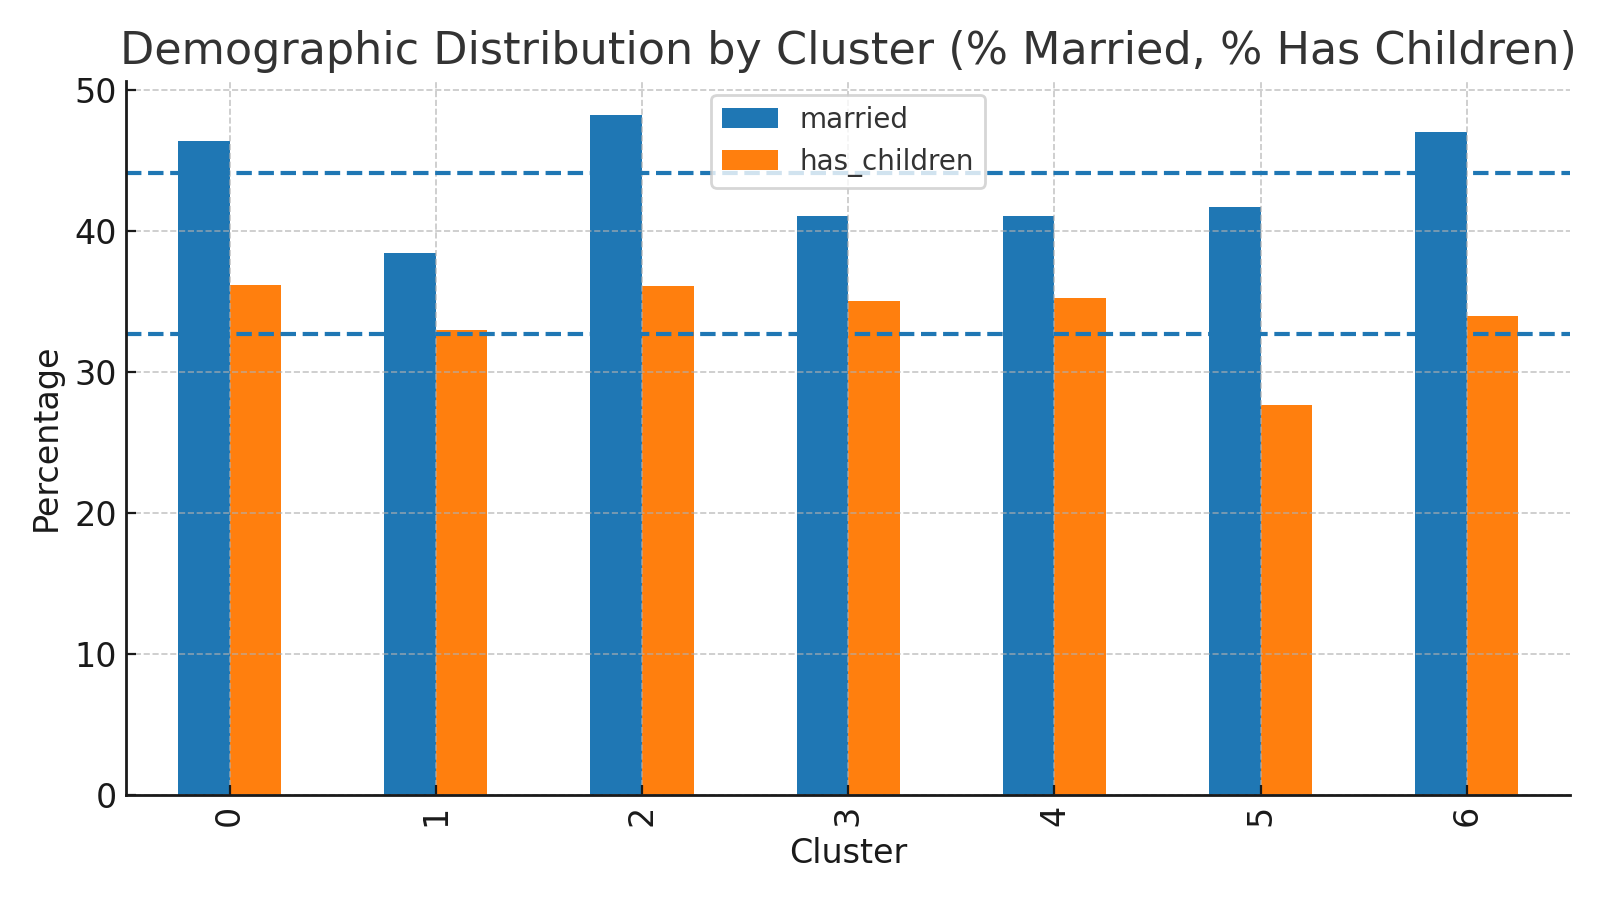 Demographic Distribution by Cluster (% Married, % Has Children)
married
has_children
Percentage
50
40
30
20
10
0
0 1 2 3 4 5 6
Cluster